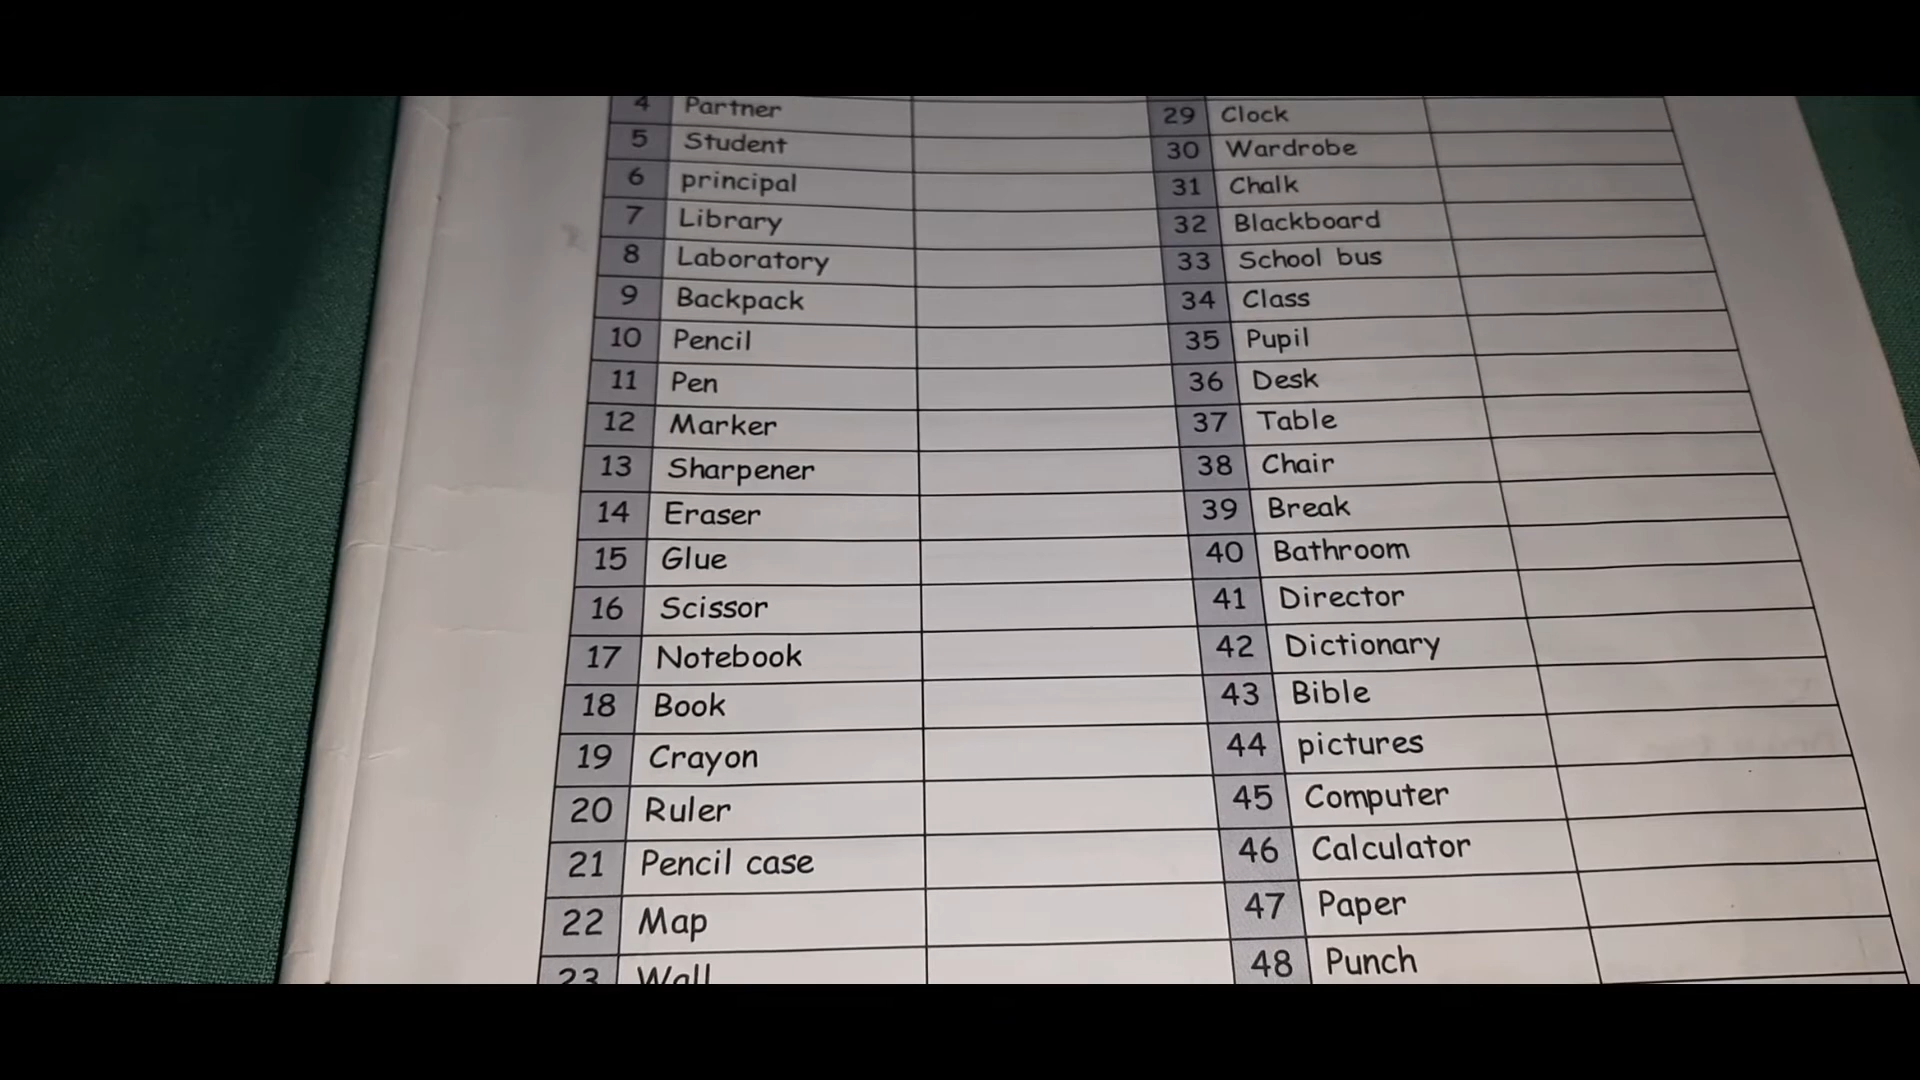 4 Partner
5 Student
6 principal
7 Library
8 Laboratory
9 Backpack
10 Pencil
11 Pen
12 Marker
13 Sharpener
14 Eraser
15 Glue
16 Scissor
17 Notebook
18 Book
19 Crayon
20 Ruler
21 Pencil case
22 Map
23 Wall
29 Clock
30 Wardrobe
31 Chalk
32 Blackboard
33 School bus
34 Class
35 Pupil
36 Desk
37 Table
38 Chair
39 Break
40 Bathroom
41 Director
42 Dictionary
43 Bible
44 pictures
45 Computer
46 Calculator
47 Paper
48 Punch